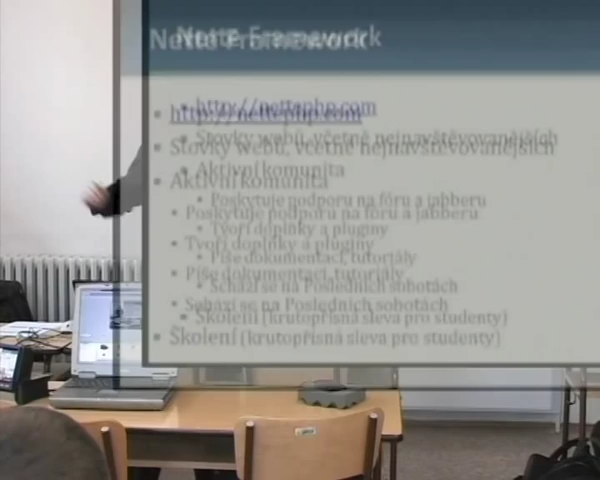 Nette Framework
http://nettephp.com
Stovky webů, včetně nejnavštěvovanějších
Aktivní komunita
Poskytuje podporu na fóru a jabberu
Tvoří doplňky a pluginy
Píše dokumentaci, tutoriály
Schází se na Posledních sobotách
Školení (krutopřísná sleva pro studenty)